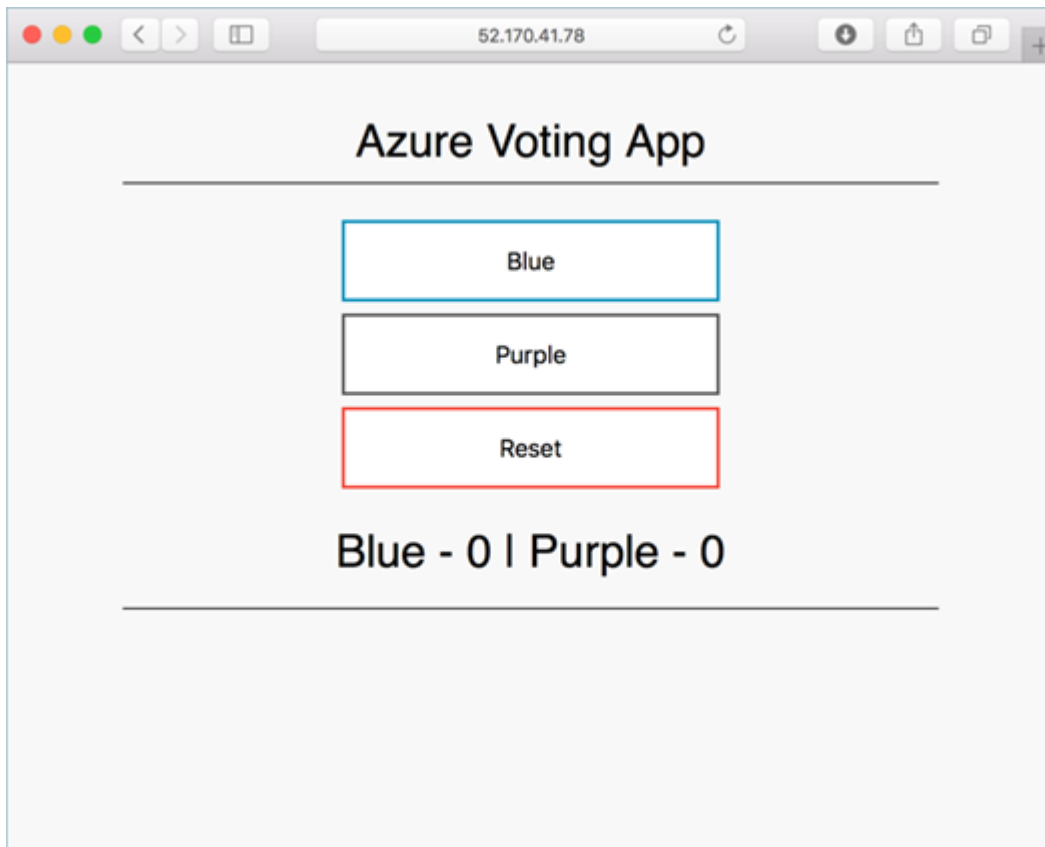 52.170.41.78
Azure Voting App
Blue
Purple
Reset
Blue - 0 | Purple - 0